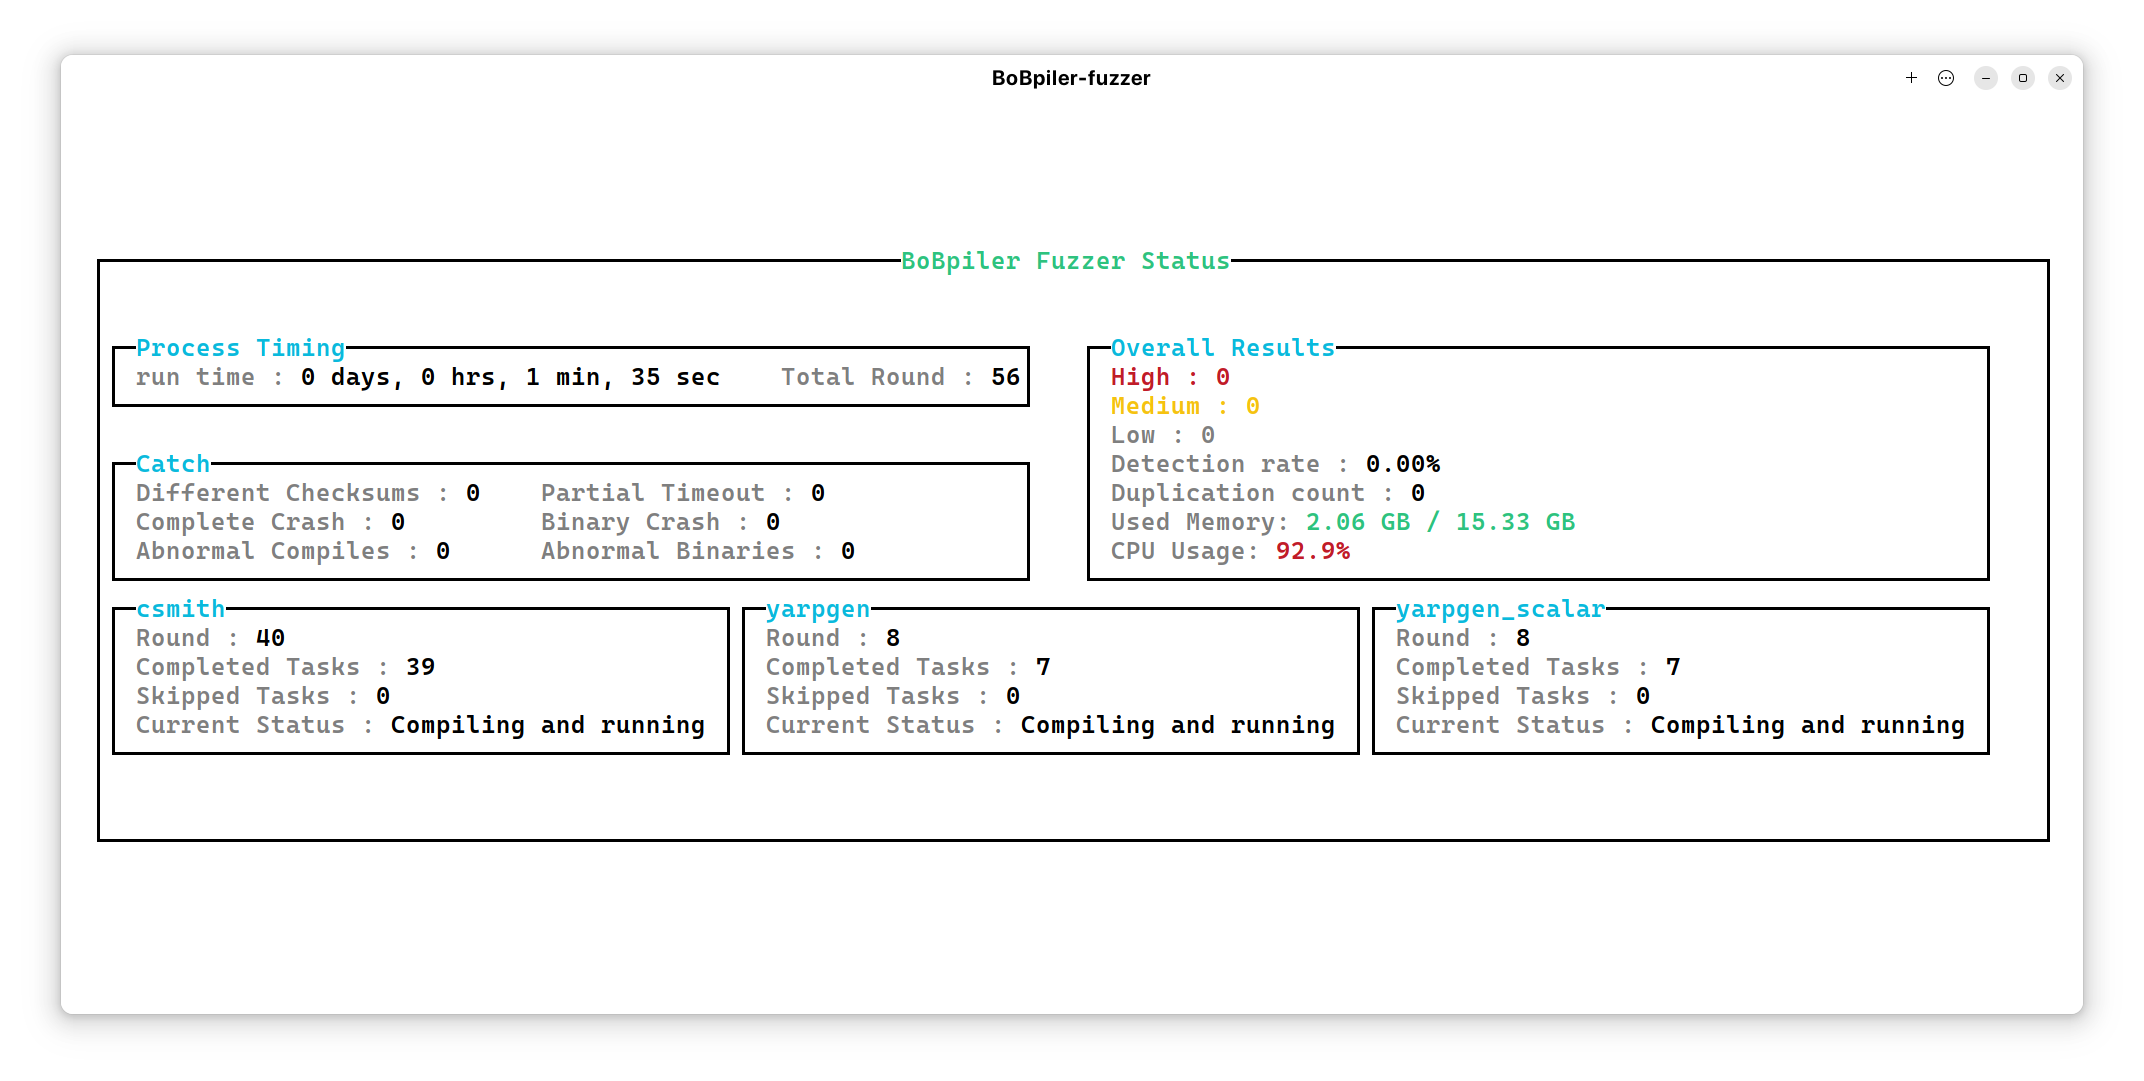 BoBpiler-fuzzer
BoBpiler Fuzzer Status
Process Timing
run time : 0 days, 0 hrs, 1 min, 35 sec    Total Round : 56
Catch
Different Checksums : 0    Partial Timeout : 0
Complete Crash : 0         Binary Crash : 0
Abnormal Compiles : 0      Abnormal Binaries : 0
Overall Results
High : 0
Medium : 0
Low : 0
Detection rate : 0.00%
Duplication count : 0
Used Memory: 2.06 GB / 15.33 GB
CPU Usage: 92.9%
csmith
Round : 40
Completed Tasks : 39
Skipped Tasks : 0
Current Status : Compiling and running
yarpgen
Round : 8
Completed Tasks : 7
Skipped Tasks : 0
Current Status : Compiling and running
yarpgen_scalar
Round : 8
Completed Tasks : 7
Skipped Tasks : 0
Current Status : Compiling and running